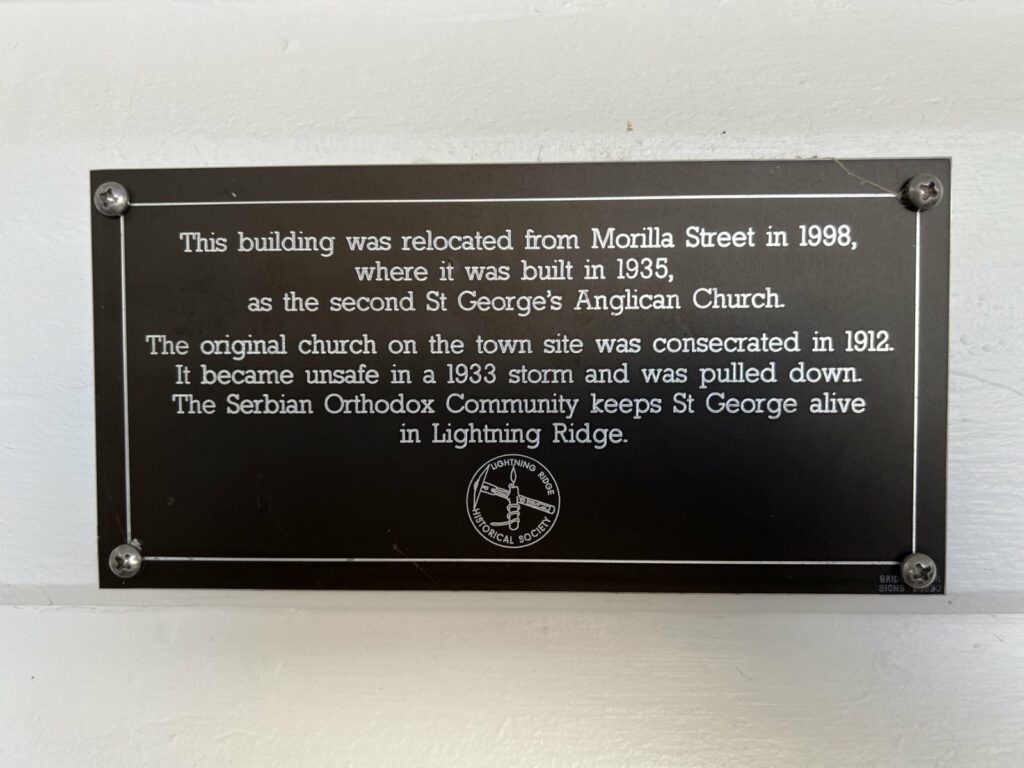 This building was relocated from Morilla Street in 1998,
where it was built in 1935,
as the second St George's Anglican Church.
The original church on the town site was consecrated in 1912.
It became unsafe in a 1933 storm and was pulled down.
The Serbian Orthodox Community keeps St George alive
in Lightning Ridge.
LIGHTNING RIDGE
HISTORICAL SOCIETY
SIGNS